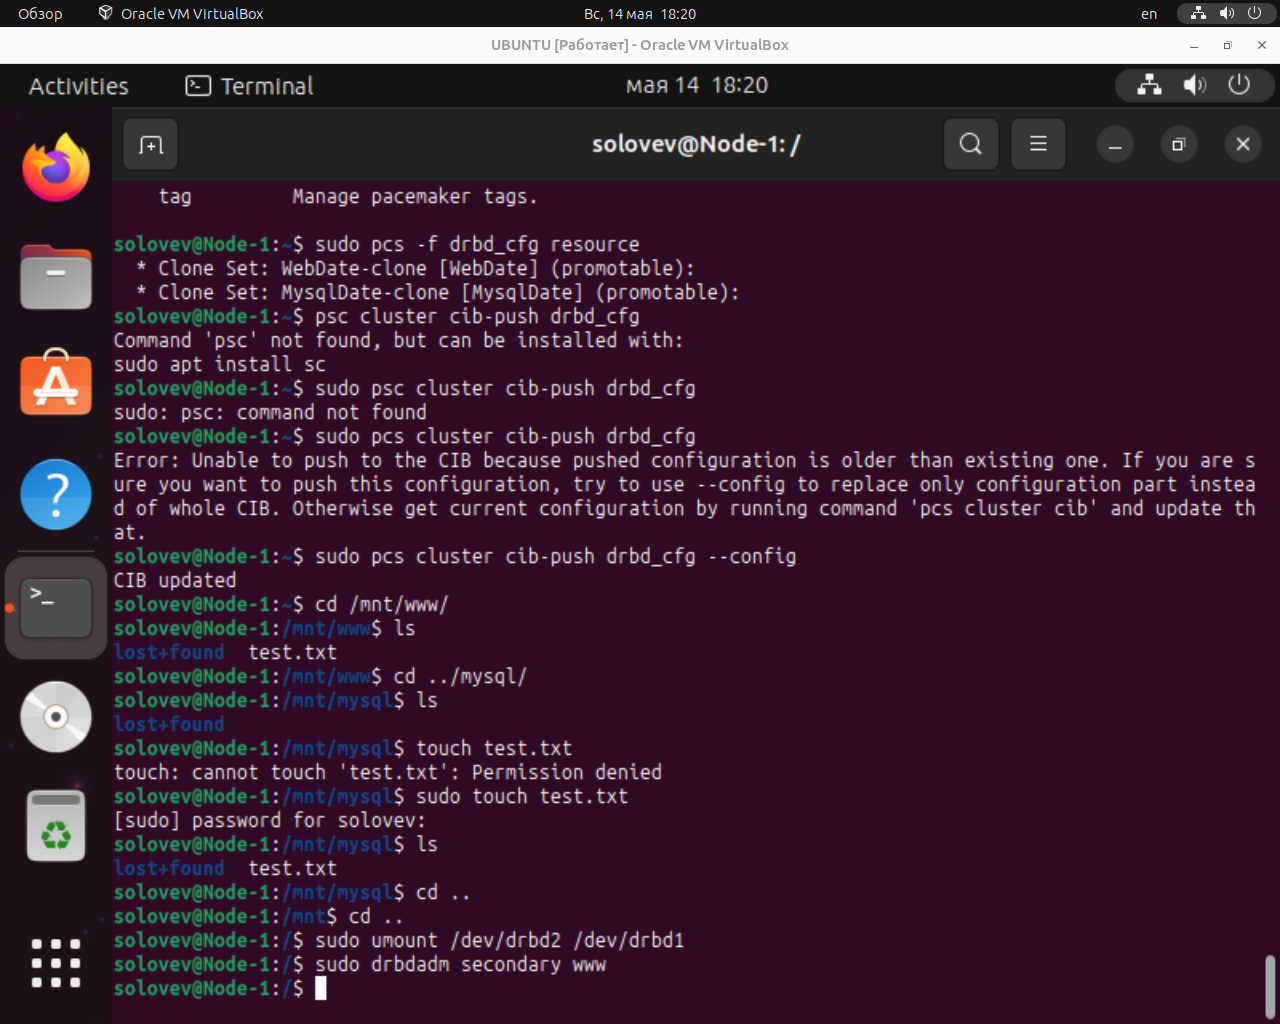 Обзор
Oracle VM VirtualBox
Вс, 14 мая 18:20
en
UBUNTU [Работает] - Oracle VM VirtualBox
Activities
Terminal
мая 14 18:20
solovev@Node-1: /
tag Manage pacemaker tags.
solovev@Node-1:~$ sudo pcs -f drbd_cfg resource
* Clone Set: WebDate-clone [WebDate] (promotable):
* Clone Set: MysqlDate-clone [MysqlDate] (promotable):
solovev@Node-1:~$ psc cluster cib-push drbd_cfg
Command 'psc' not found, but can be installed with:
sudo apt install sc
solovev@Node-1:~$ sudo psc cluster cib-push drbd_cfg
sudo: psc: command not found
solovev@Node-1:~$ sudo pcs cluster cib-push drbd_cfg
Error: Unable to push to the CIB because pushed configuration is older than existing one. If you are s
ure you want to push this configuration, try to use --config to replace only configuration part instea
d of whole CIB. Otherwise get current configuration by running command 'pcs cluster cib' and update th
at.
solovev@Node-1:~$ sudo pcs cluster cib-push drbd_cfg --config
CIB updated
solovev@Node-1:~$ cd /mnt/www/
solovev@Node-1:/mnt/www$ ls
lost+found test.txt
solovev@Node-1:/mnt/www$ cd ../mysql/
solovev@Node-1:/mnt/mysql$ ls
lost+found
solovev@Node-1:/mnt/mysql$ touch test.txt
touch: cannot touch 'test.txt': Permission denied
solovev@Node-1:/mnt/mysql$ sudo touch test.txt
[sudo] password for solovev:
solovev@Node-1:/mnt/mysql$ ls
lost+found test.txt
solovev@Node-1:/mnt/mysql$ cd ..
solovev@Node-1:/mnt$ cd ..
solovev@Node-1:/$ sudo umount /dev/drbd2 /dev/drbd1
solovev@Node-1:/$ sudo drbdadm secondary www
solovev@Node-1:/$